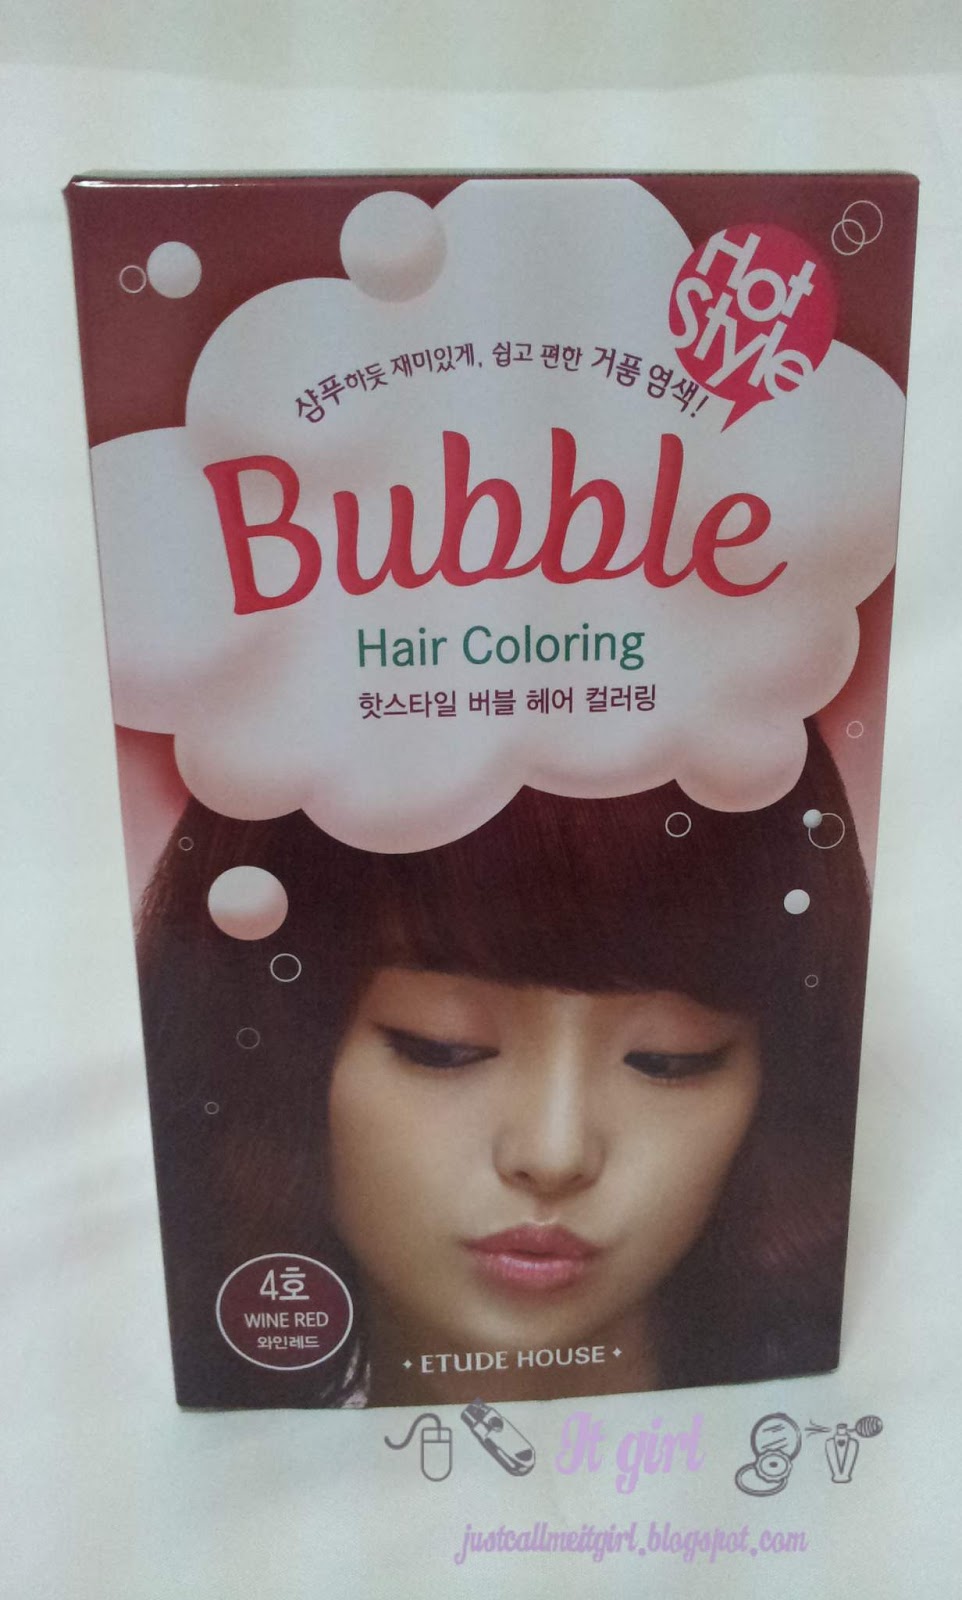 Hot
Style
샴푸하듯 재미있게, 쉽고 편한 거품 염색!
Bubble
Hair Coloring
핫스타일 버블 헤어 컬러링
4호
WINE RED
와인레드
ETUDE HOUSE
It girl
justcallmeitgirl.blogspot.com